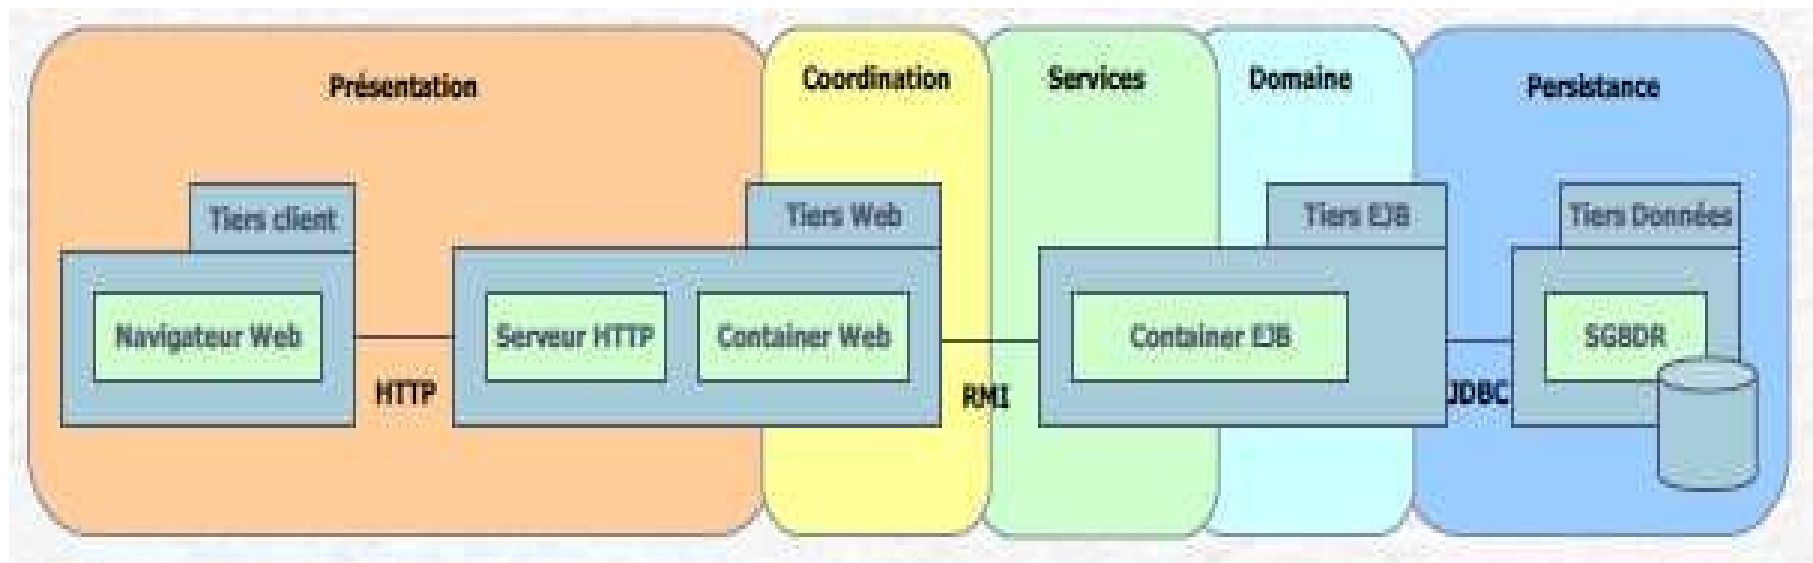 Présentation
Coordination
Services
Domaine
Persistance
Tiers client
Tiers Web
Tiers EJB
Tiers Données
Navigateur Web
Serveur HTTP
Container Web
Container EJB
SGBDR
HTTP
RMI
JDBC